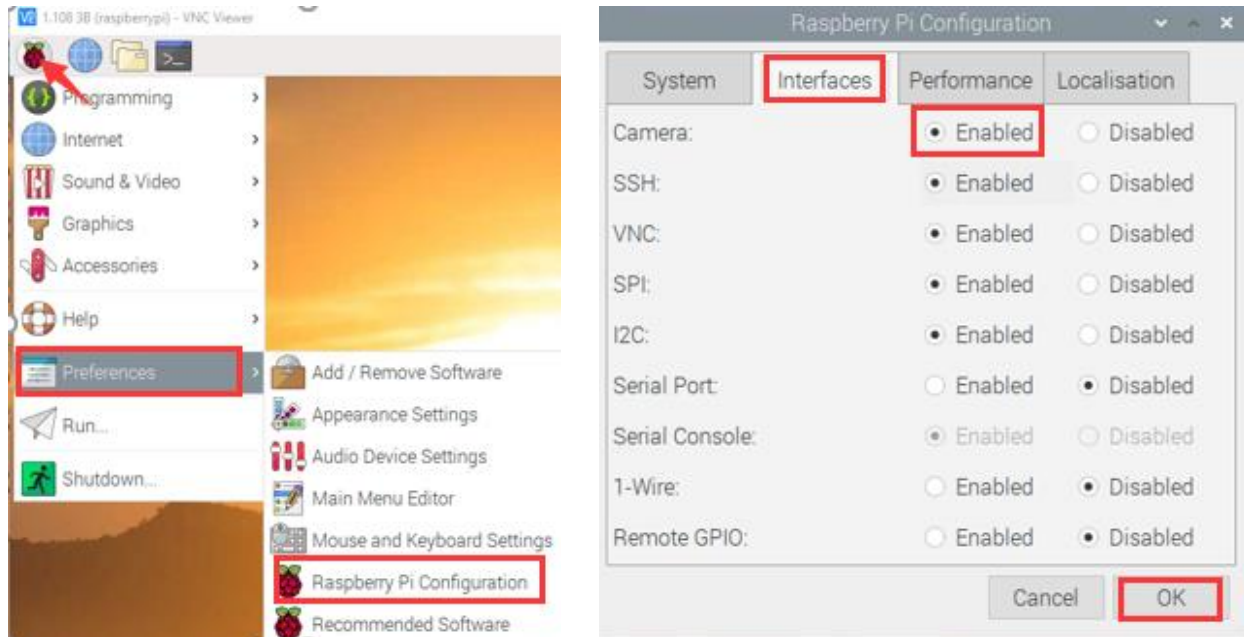 1.108 3B (raspberrypi) - VNC Viewer
Programming
Internet
Sound & Video
Graphics
Accessories
Help
Preferences
Run...
Shutdown...
Add / Remove Software
Appearance Settings
Audio Device Settings
Main Menu Editor
Mouse and Keyboard Settings
Raspberry Pi Configuration
Recommended Software
Raspberry Pi Configuration
System Interfaces Performance Localisation
Camera: Enabled Disabled
SSH: Enabled Disabled
VNC: Enabled Disabled
SPI: Enabled Disabled
I2C: Enabled Disabled
Serial Port: Enabled Disabled
Serial Console: Enabled Disabled
1-Wire: Enabled Disabled
Remote GPIO: Enabled Disabled
Cancel OK